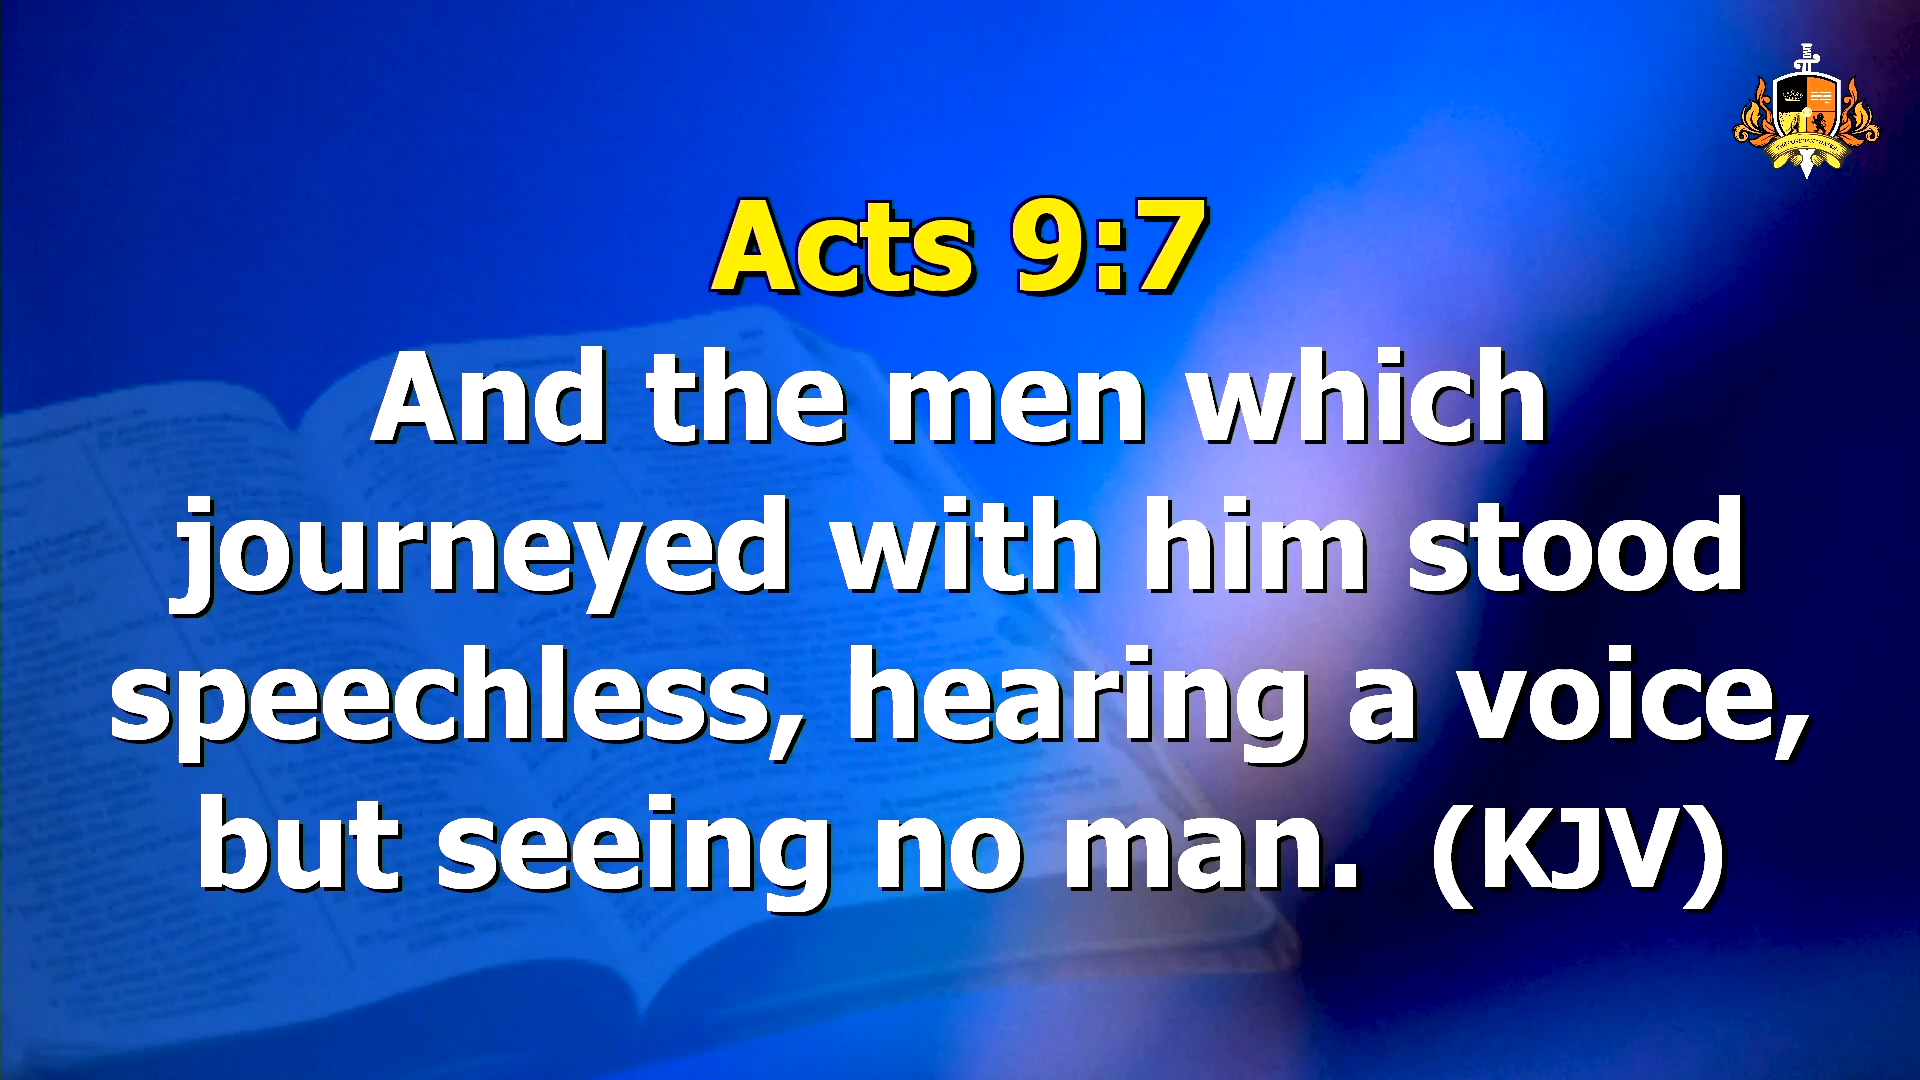 Acts 9:7
And the men which
journeyed with him stood
speechless, hearing a voice,
but seeing no man.  (KJV)